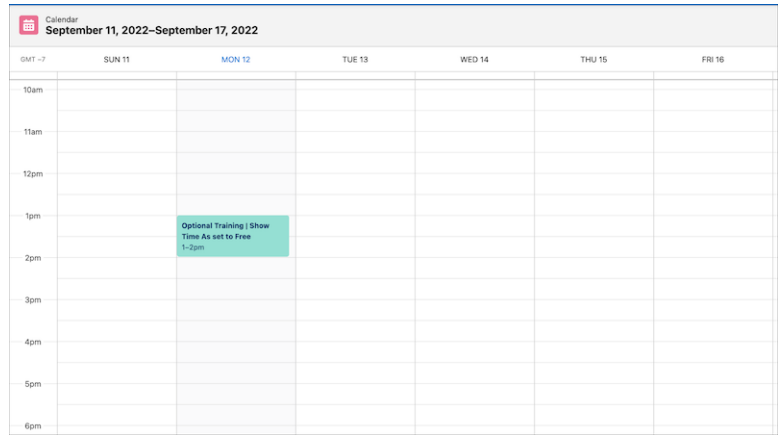 Calendar
September 11, 2022–September 17, 2022
GMT −7
SUN 11
MON 12
TUE 13
WED 14
THU 15
FRI 16
10am
11am
12pm
1pm
Optional Training | Show
Time As set to Free
1–2pm
2pm
3pm
4pm
5pm
6pm